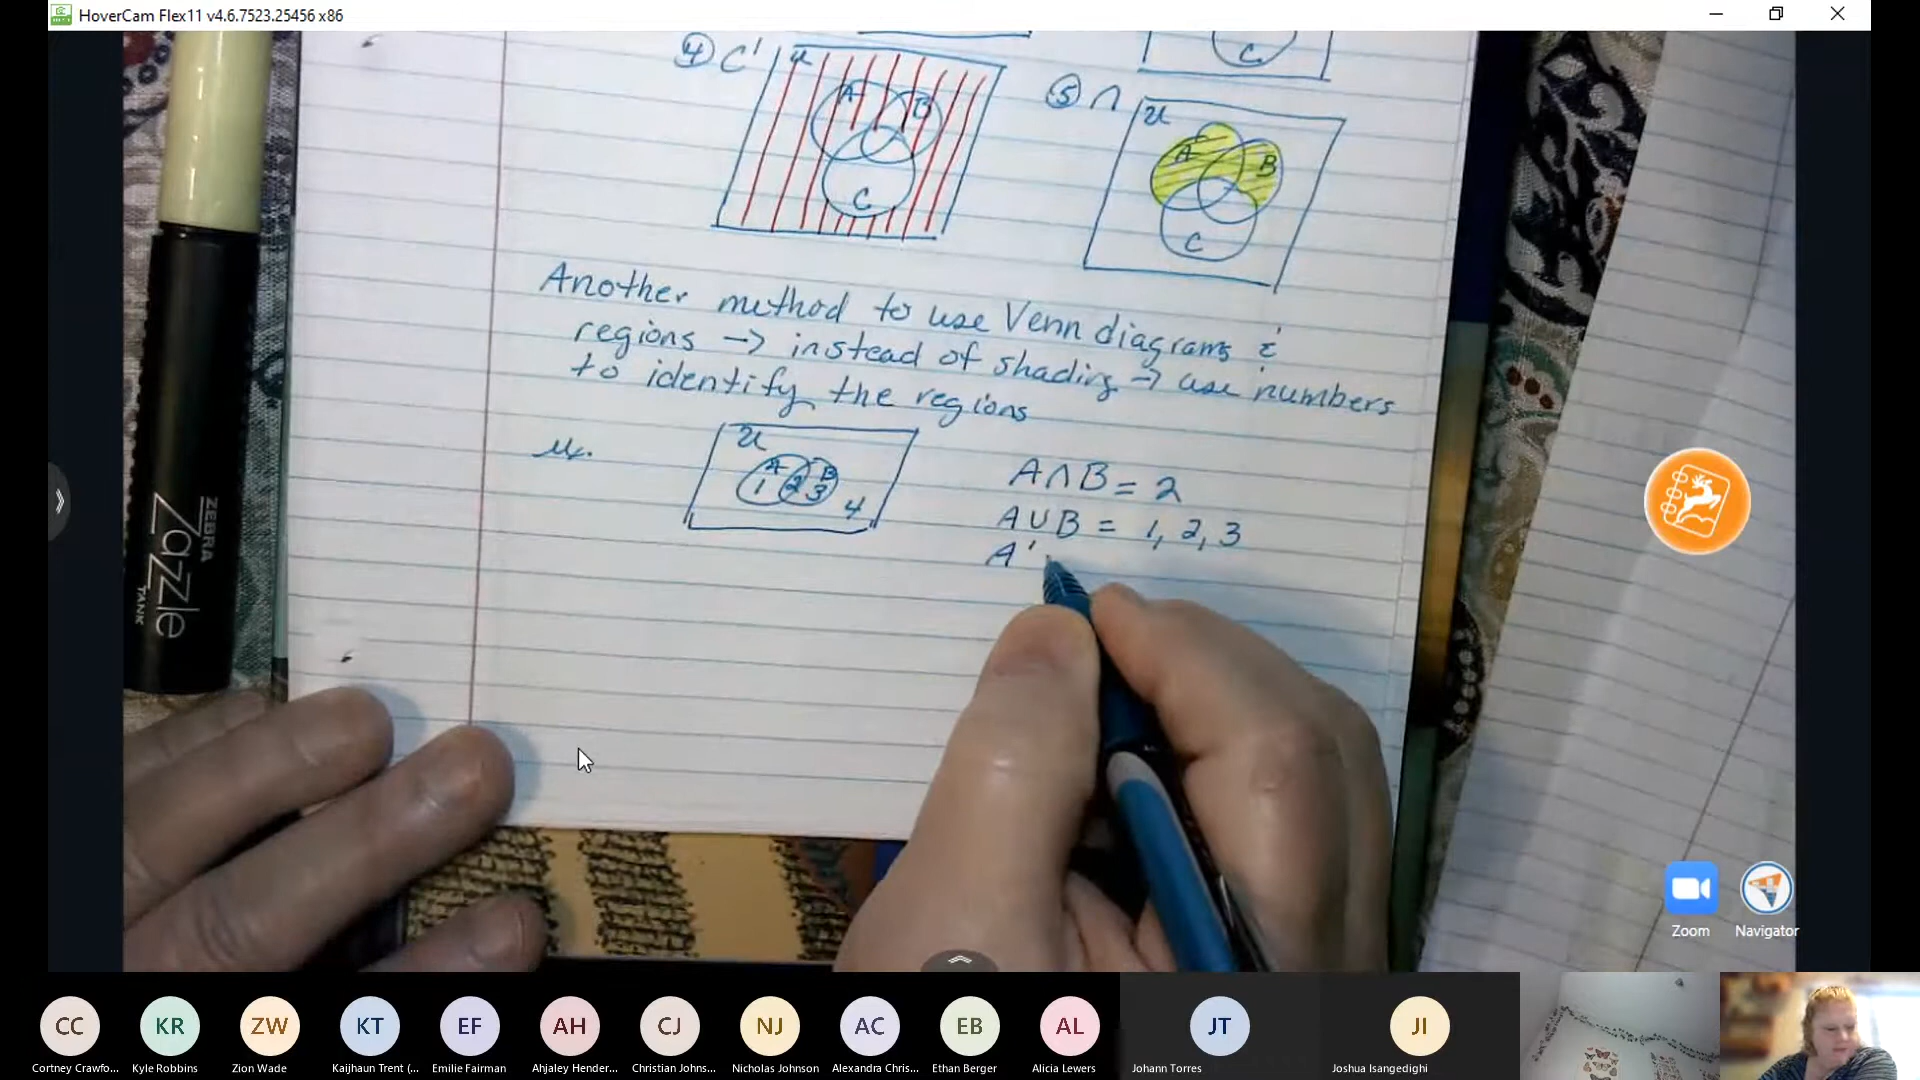 HoverCam Flex11 v4.6.7523.25456 x86
④ C'
U
A
B
C
C
⑤ ∩
U
A
B
C
Another method to use Venn diagrams &
regions → instead of shading → use numbers
to identify the regions
U
A B
1 2 3
4
A∩B = 2
A∪B = 1, 2, 3
A'
ZEBRA
Zazzle
TANK
Zoom
Navigator
CC
KR
ZW
KT
EF
AH
CJ
NJ
AC
EB
AL
JT
JI
Cortney Crawfo...
Kyle Robbins
Zion Wade
Kaijhaun Trent (...
Emilie Fairman
Ahjaley Hender...
Christian Johns...
Nicholas Johnson
Alexandra Chris...
Ethan Berger
Alicia Lewers
Johann Torres
Joshua Isangedighi